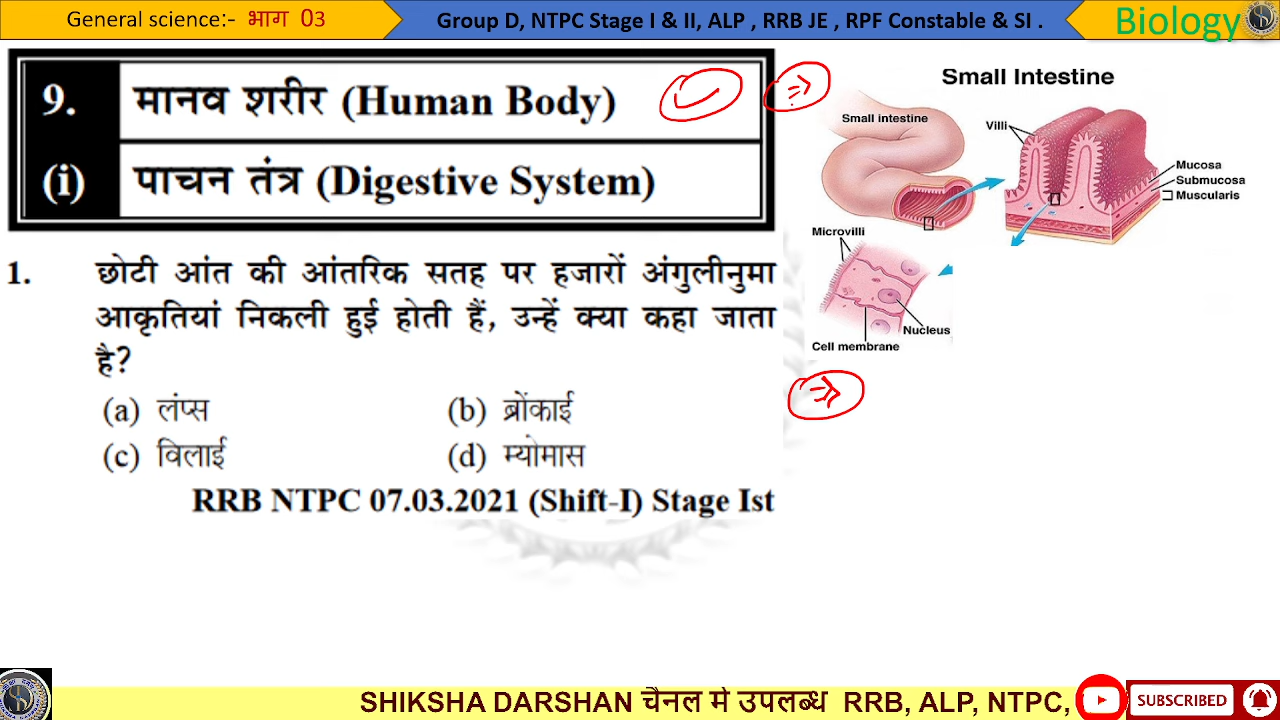 General science:- भाग 03
Group D, NTPC Stage I & II, ALP , RRB JE , RPF Constable & SI .
Biology
9. मानव शरीर (Human Body)
(i) पाचन तंत्र (Digestive System)
1. छोटी आंत की आंतरिक सतह पर हजारों अंगुलीनुमा
आकृतियां निकली हुई होती हैं, उन्हें क्या कहा जाता
है?
(a) लंप्स (b) ब्रोंकाई
(c) विलाई (d) म्योमास
RRB NTPC 07.03.2021 (Shift-I) Stage Ist
Small Intestine
Small intestine
Villi
Mucosa
Submucosa
Muscularis
Microvilli
Nucleus
Cell membrane
SHIKSHA DARSHAN चैनल मे उपलब्ध RRB, ALP, NTPC,
SUBSCRIBED